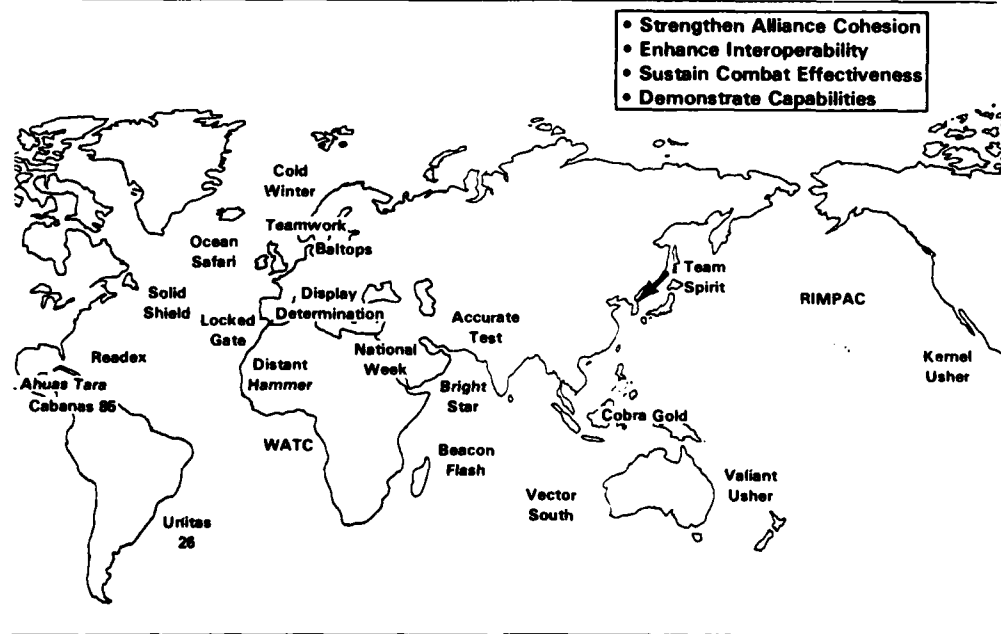 • Strengthen Alliance Cohesion
• Enhance Interoperability
• Sustain Combat Effectiveness
• Demonstrate Capabilities
Cold
Winter
Teamwork
Baltops
Ocean
Safari
Solid
Shield
Locked
Gate
Display
Determination
Accurate
Test
Team
Spirit
RIMPAC
Readex
Distant
Hammer
National
Week
Bright
Star
Kernel
Usher
Ahuas Tara
Cabanas 85
Cobra Gold
WATC
Beacon
Flash
Vector
South
Valiant
Usher
Unitas
26